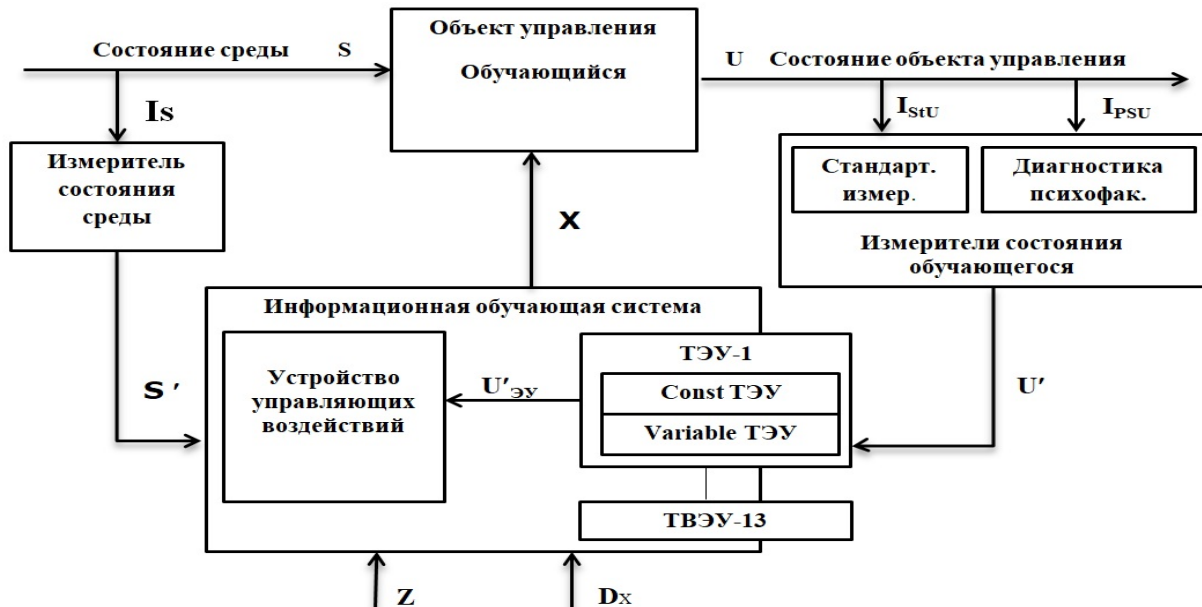 Состояние среды S
Объект управления
Обучающийся
U Состояние объекта управления
Is
IStU
IPSU
Измеритель
состояния
среды
Стандарт.
измер.
Диагностика
психофак.
Измерители состояния
обучающегося
X
Информационная обучающая система
S′
Устройство
управляющих
воздействий
U′ЭУ
ТЭУ-1
Const ТЭУ
Variable ТЭУ
U′
ТВЭУ-13
Z
DX